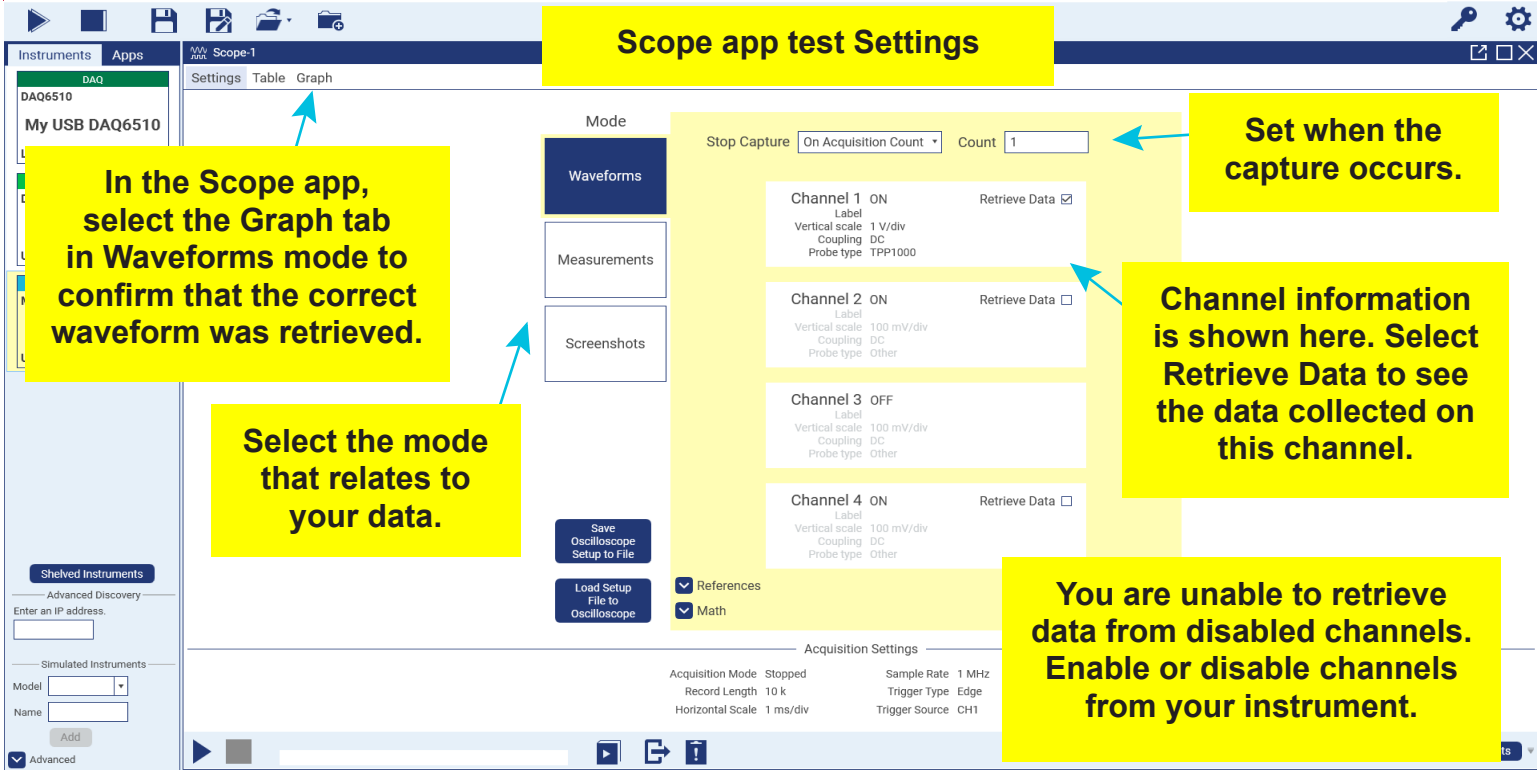 Scope app test Settings
Instruments Apps
Scope-1
DAQ
Settings Table Graph
DAQ6510
My USB DAQ6510
In the Scope app,
select the Graph tab
in Waveforms mode to
confirm that the correct
waveform was retrieved.
Mode
Waveforms
Measurements
Screenshots
Select the mode
that relates to
your data.
Stop Capture On Acquisition Count Count 1
Set when the
capture occurs.
Channel 1 ON Retrieve Data
Label
Vertical scale 1 V/div
Coupling DC
Probe type TPP1000
Channel 2 ON Retrieve Data
Label
Vertical scale 100 mV/div
Coupling DC
Probe type Other
Channel information
is shown here. Select
Retrieve Data to see
the data collected on
this channel.
Channel 3 OFF
Label
Vertical scale 100 mV/div
Coupling DC
Probe type Other
Channel 4 ON Retrieve Data
Label
Vertical scale 100 mV/div
Coupling DC
Probe type Other
Save
Oscilloscope
Setup to File
Load Setup
File to
Oscilloscope
References
Math
You are unable to retrieve
data from disabled channels.
Enable or disable channels
from your instrument.
Shelved Instruments
Advanced Discovery
Enter an IP address.
Simulated Instruments
Model
Name
Add
Advanced
Acquisition Settings
Acquisition Mode Stopped Sample Rate 1 MHz
Record Length 10 k Trigger Type Edge
Horizontal Scale 1 ms/div Trigger Source CH1